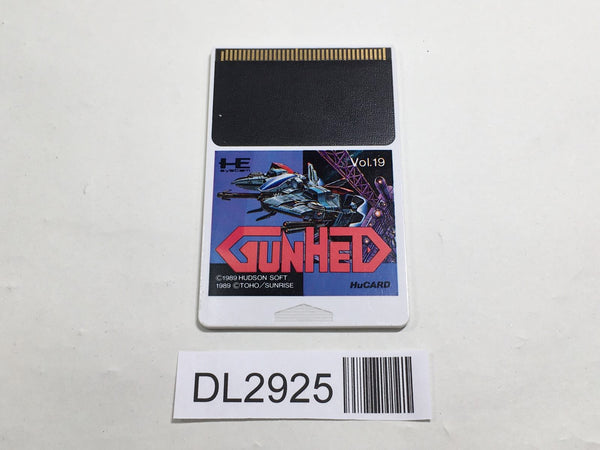 HE
system
Vol.19
GUNHED
©1989 HUDSON SOFT
1989 ©TOHO/SUNRISE
HuCARD
DL2925